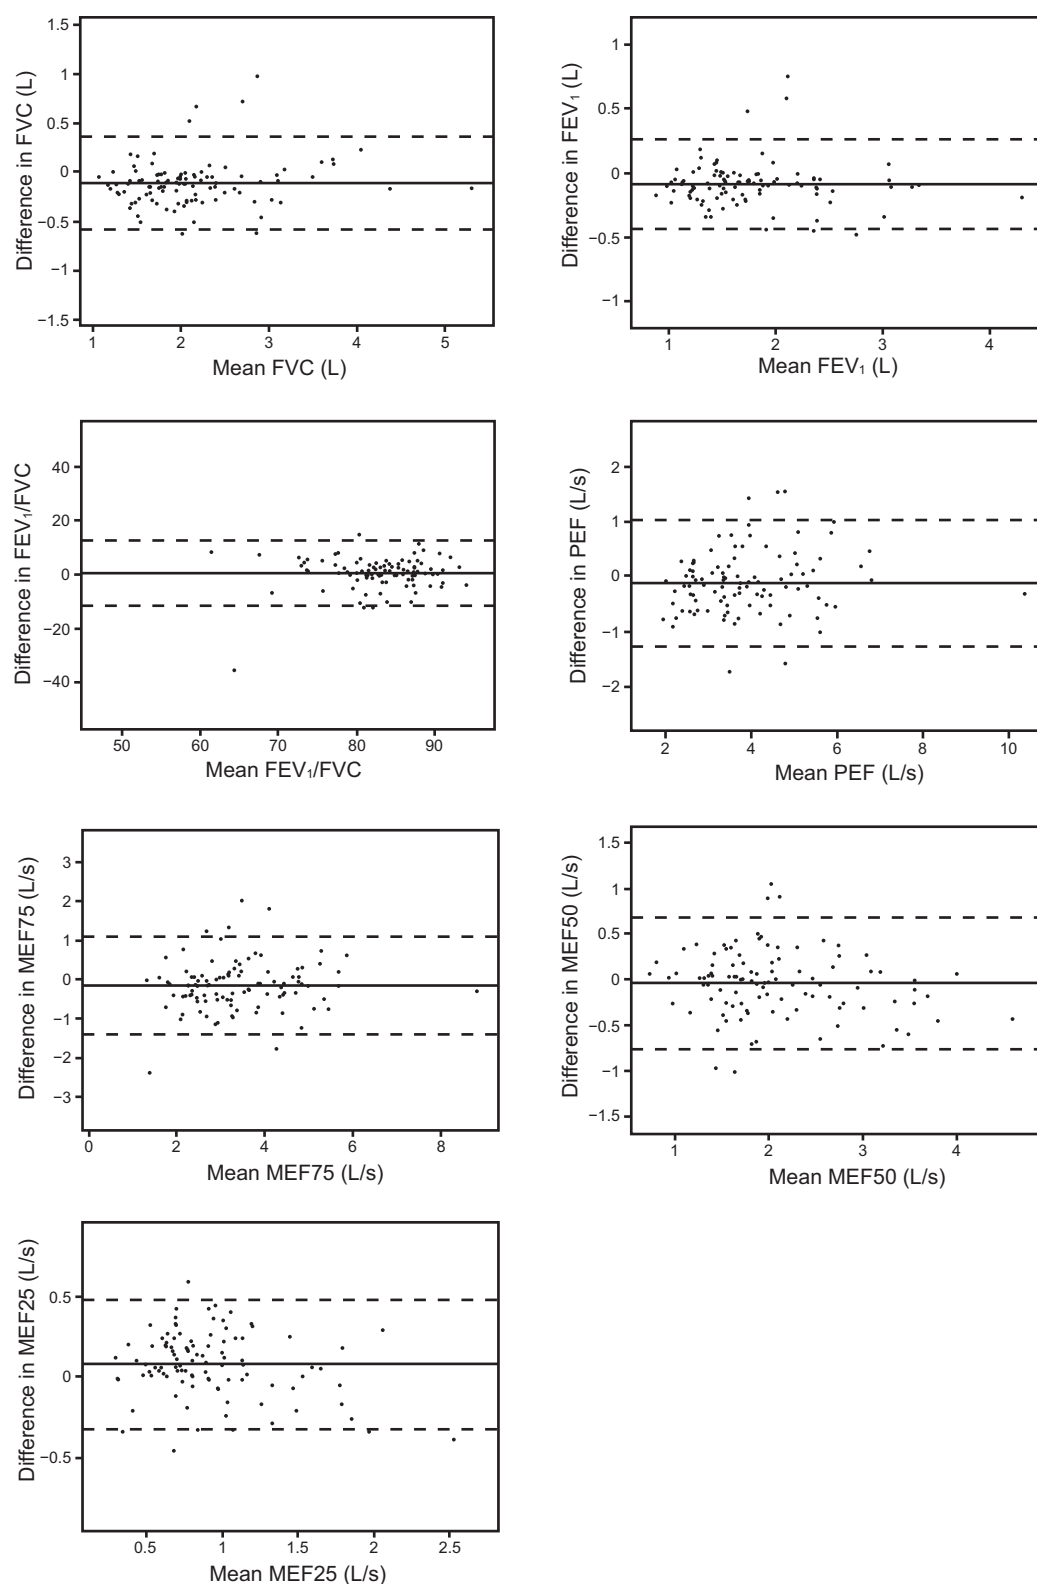 Difference in FVC (L)
1.5
1
0.5
0
−0.5
−1
−1.5
1 2 3 4 5
Mean FVC (L)
Difference in FEV₁ (L)
1
0.5
0
−0.5
−1
1 2 3 4
Mean FEV₁ (L)
Difference in FEV₁/FVC
40
20
0
−20
−40
50 60 70 80 90
Mean FEV₁/FVC
Difference in PEF (L/s)
2
1
0
−1
−2
2 4 6 8 10
Mean PEF (L/s)
Difference in MEF75 (L/s)
3
2
1
0
−1
−2
−3
0 2 4 6 8
Mean MEF75 (L/s)
Difference in MEF50 (L/s)
1.5
1
0.5
0
−0.5
−1
−1.5
1 2 3 4
Mean MEF50 (L/s)
Difference in MEF25 (L/s)
0.5
0
−0.5
0.5 1 1.5 2 2.5
Mean MEF25 (L/s)